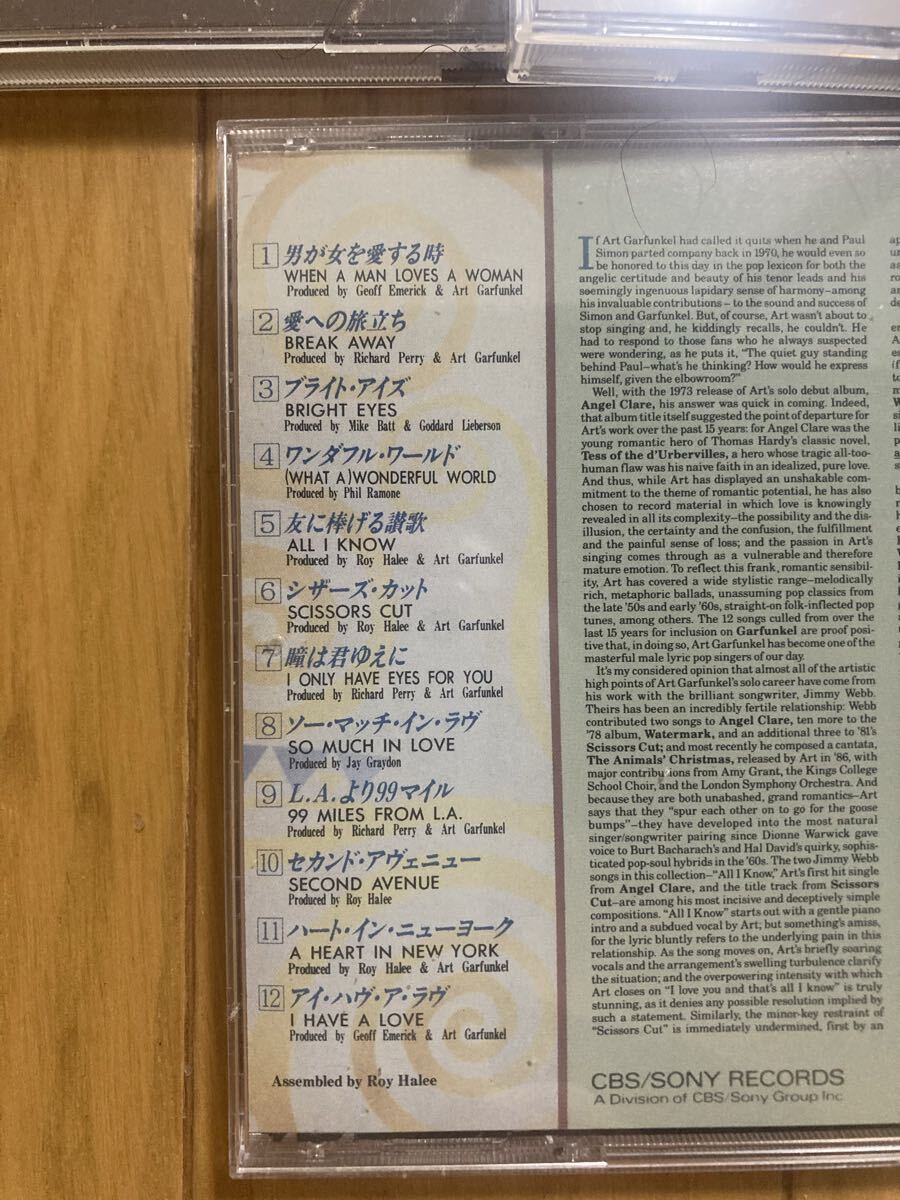 1 男が女を愛する時
WHEN A MAN LOVES A WOMAN
Produced by Geoff Emerick & Art Garfunkel
2 愛への旅立ち
BREAK AWAY
Produced by Richard Perry & Art Garfunkel
3 ブライト・アイズ
BRIGHT EYES
Produced by Mike Batt & Goddard Lieberson
4 ワンダフル・ワールド
(WHAT A)WONDERFUL WORLD
Produced by Phil Ramone
5 友に捧げる讃歌
ALL I KNOW
Produced by Roy Halee & Art Garfunkel
6 シザーズ・カット
SCISSORS CUT
Produced by Roy Halee & Art Garfunkel
7 瞳は君ゆえに
I ONLY HAVE EYES FOR YOU
Produced by Richard Perry & Art Garfunkel
8 ソー・マッチ・イン・ラヴ
SO MUCH IN LOVE
Produced by Jay Graydon
9 L.A.より99マイル
99 MILES FROM L.A.
Produced by Richard Perry & Art Garfunkel
10 セカンド・アヴェニュー
SECOND AVENUE
Produced by Roy Halee
11 ハート・イン・ニューヨーク
A HEART IN NEW YORK
Produced by Roy Halee & Art Garfunkel
12 アイ・ハヴ・ア・ラヴ
I HAVE A LOVE
Produced by Geoff Emerick & Art Garfunkel
Assembled by Roy Halee
If Art Garfunkel had called it quits when he and Paul
Simon parted company back in 1970, he would even so
be honored to this day in the pop lexicon for both the
angelic certitude and beauty of his tenor leads and his
seemingly ingenuous lapidary sense of harmony–among
his invaluable contributions – to the sound and success of
Simon and Garfunkel. But, of course, Art wasn't about to
stop singing and, he kiddingly recalls, he couldn't. He
had to respond to those fans who he always suspected
were wondering, as he puts it, "The quiet guy standing
behind Paul–what's he thinking? How would he express
himself, given the elbowroom?"
Well, with the 1973 release of Art's solo debut album,
Angel Clare, his answer was quick in coming. Indeed,
that album title itself suggested the point of departure for
Art's work over the past 15 years: for Angel Clare was the
young romantic hero of Thomas Hardy's classic novel,
Tess of the d'Urbervilles, a hero whose tragic all-too-
human flaw was his naive faith in an idealized, pure love.
And thus, while Art has displayed an unshakable com-
mitment to the theme of romantic potential, he has also
chosen to record material in which love is knowingly
revealed in all its complexity–the possibility and the dis-
illusion, the certainty and the confusion, the fulfillment
and the painful sense of loss; and the passion in Art's
singing comes through as a vulnerable and therefore
mature emotion. To reflect this frank, romantic sensibil-
ity, Art has covered a wide stylistic range–melodically
rich, metaphoric ballads, unassuming pop classics from
the late '50s and early '60s, straight-on folk-inflected pop
tunes, among others. The 12 songs culled from over the
last 15 years for inclusion on Garfunkel are proof posi-
tive that, in doing so, Art Garfunkel has become one of the
masterful male lyric pop singers of our day.
It's my considered opinion that almost all of the artistic
high points of Art Garfunkel's solo career have come from
his work with the brilliant songwriter, Jimmy Webb.
Theirs has been an incredibly fertile relationship: Webb
contributed two songs to Angel Clare, ten more to the
'78 album, Watermark, and an additional three to '81's
Scissors Cut; and most recently he composed a cantata,
The Animals' Christmas, released by Art in '86, with
major contributions from Amy Grant, the Kings College
School Choir, and the London Symphony Orchestra. And
because they are both unabashed, grand romantics–Art
says that they "spur each other on to go for the goose
bumps"–they have developed into the most natural
singer/songwriter pairing since Dionne Warwick gave
voice to Burt Bacharach's and Hal David's quirky, sophis-
ticated pop-soul hybrids in the '60s. The two Jimmy Webb
songs in this collection–"All I Know," Art's first hit single
from Angel Clare, and the title track from Scissors
Cut–are among his most incisive and deceptively simple
compositions. "All I Know" starts out with a gentle piano
intro and a subdued vocal by Art; but something's amiss,
for the lyric bluntly refers to the underlying pain in this
relationship. As the song moves on, Art's briefly soaring
vocals and the arrangement's swelling turbulence clarify
the situation; and the overpowering intensity with which
Art closes on "I love you and that's all I know" is truly
stunning, as it denies any possible resolution implied by
such a statement. Similarly, the minor-key restraint of
"Scissors Cut" is immediately undermined, first by an
CBS/SONY RECORDS
A Division of CBS/Sony Group Inc